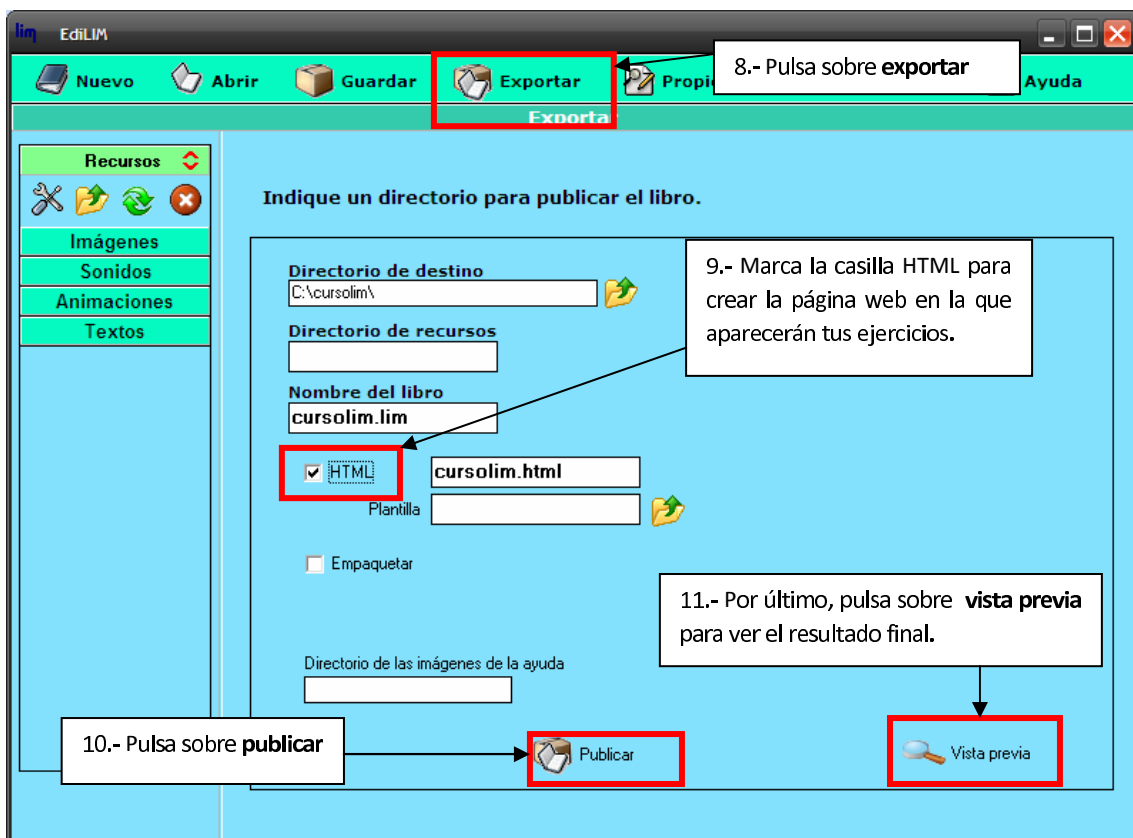 lim EdiLIM
Nuevo Abrir Guardar Exportar Ayuda
8.- Pulsa sobre exportar
Exportar
Recursos
Imágenes
Sonidos
Animaciones
Textos
Indique un directorio para publicar el libro.
Directorio de destino
C:\cursolim\
Directorio de recursos
Nombre del libro
cursolim.lim
9.- Marca la casilla HTML para
crear la página web en la que
aparecerán tus ejercicios.
HTML cursolim.html
Plantilla
Empaquetar
11.- Por último, pulsa sobre vista previa
para ver el resultado final.
Directorio de las imágenes de la ayuda
10.- Pulsa sobre publicar
Publicar
Vista previa